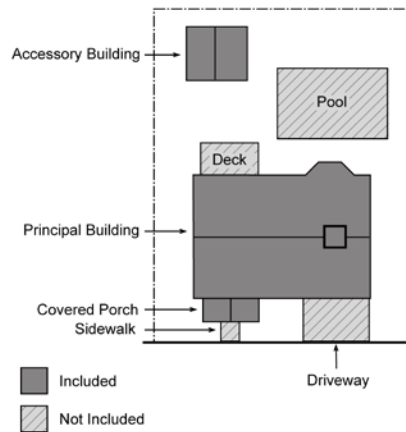 Accessory Building
Pool
Deck
Principal Building
Covered Porch
Sidewalk
Included
Driveway
Not Included